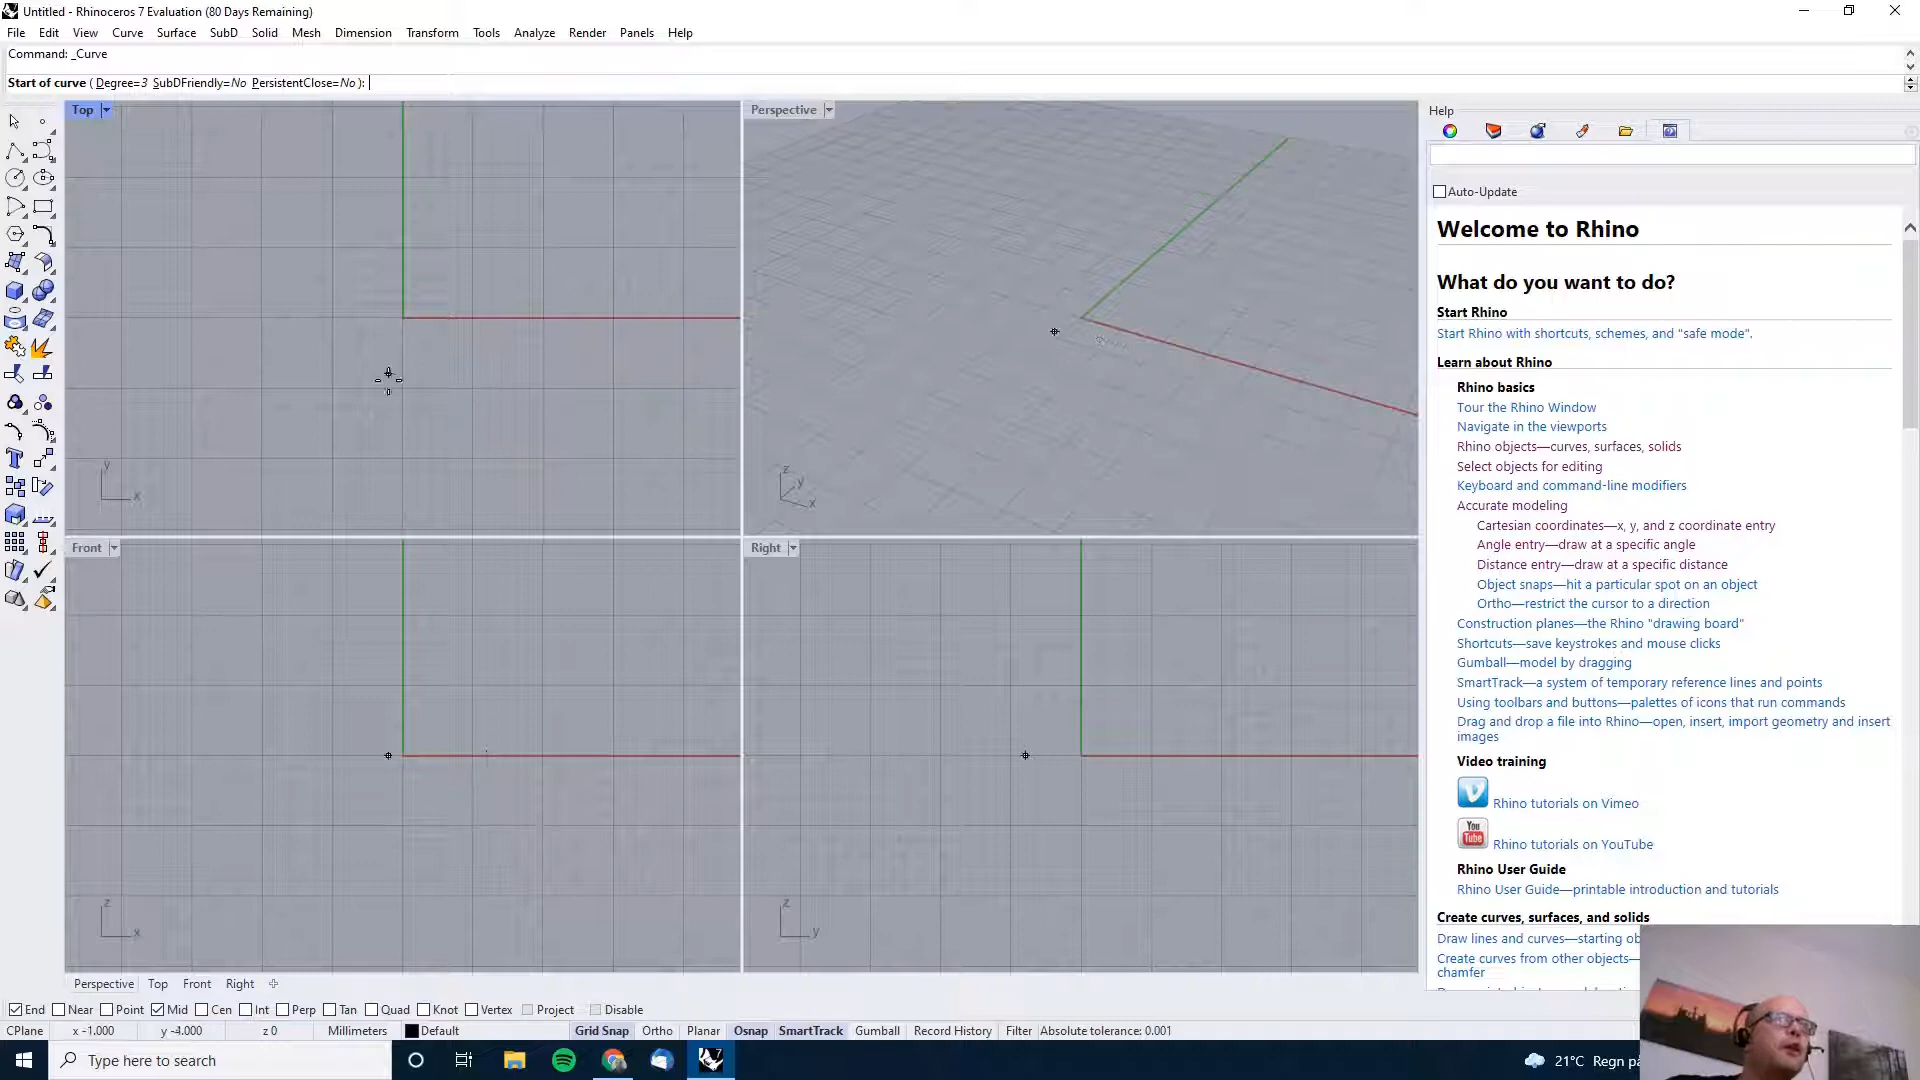 Untitled - Rhinoceros 7 Evaluation (80 Days Remaining)
File Edit View Curve Surface SubD Solid Mesh Dimension Transform Tools Analyze Render Panels Help
Command: _Curve
Start of curve ( Degree=3 SubDFriendly=No PersistentClose=No ):
Top
Perspective
Help
Auto-Update
Welcome to Rhino
What do you want to do?
Start Rhino
Start Rhino with shortcuts, schemes, and "safe mode".
Learn about Rhino
Rhino basics
Tour the Rhino Window
Navigate in the viewports
Rhino objects—curves, surfaces, solids
Select objects for editing
Keyboard and command-line modifiers
Accurate modeling
Cartesian coordinates—x, y, and z coordinate entry
Angle entry—draw at a specific angle
Distance entry—draw at a specific distance
Object snaps—hit a particular spot on an object
Ortho—restrict the cursor to a direction
Construction planes—the Rhino "drawing board"
Shortcuts—save keystrokes and mouse clicks
Gumball—model by dragging
SmartTrack—a system of temporary reference lines and points
Using toolbars and buttons—palettes of icons that run commands
Drag and drop a file into Rhino—open, insert, import geometry and insert
images
Video training
Rhino tutorials on Vimeo
You
Tube
Rhino tutorials on YouTube
Rhino User Guide
Rhino User Guide—printable introduction and tutorials
Create curves, surfaces, and solids
Draw lines and curves—starting ob
Create curves from other objects—
chamfer
y
x
z
y
x
Front
Right
z
x
z
y
Perspective Top Front Right
End Near Point Mid Cen Int Perp Tan Quad Knot Vertex Project Disable
CPlane x -1.000 y -4.000 z 0 Millimeters Default Grid Snap Ortho Planar Osnap SmartTrack Gumball Record History Filter Absolute tolerance: 0.001
Type here to search
21°C Regn p